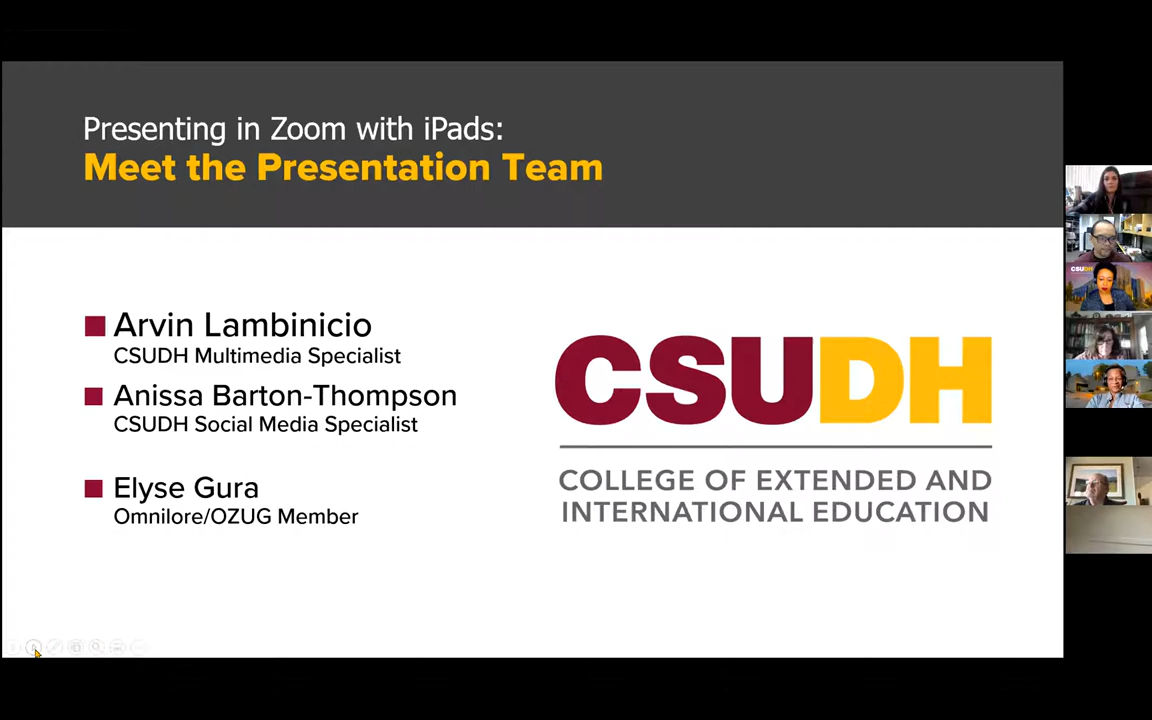 Presenting in Zoom with iPads:
Meet the Presentation Team
Arvin Lambinicio
CSUDH Multimedia Specialist
Anissa Barton-Thompson
CSUDH Social Media Specialist
Elyse Gura
Omnilore/OZUG Member
CSUDH
COLLEGE OF EXTENDED AND
INTERNATIONAL EDUCATION
CSUDH